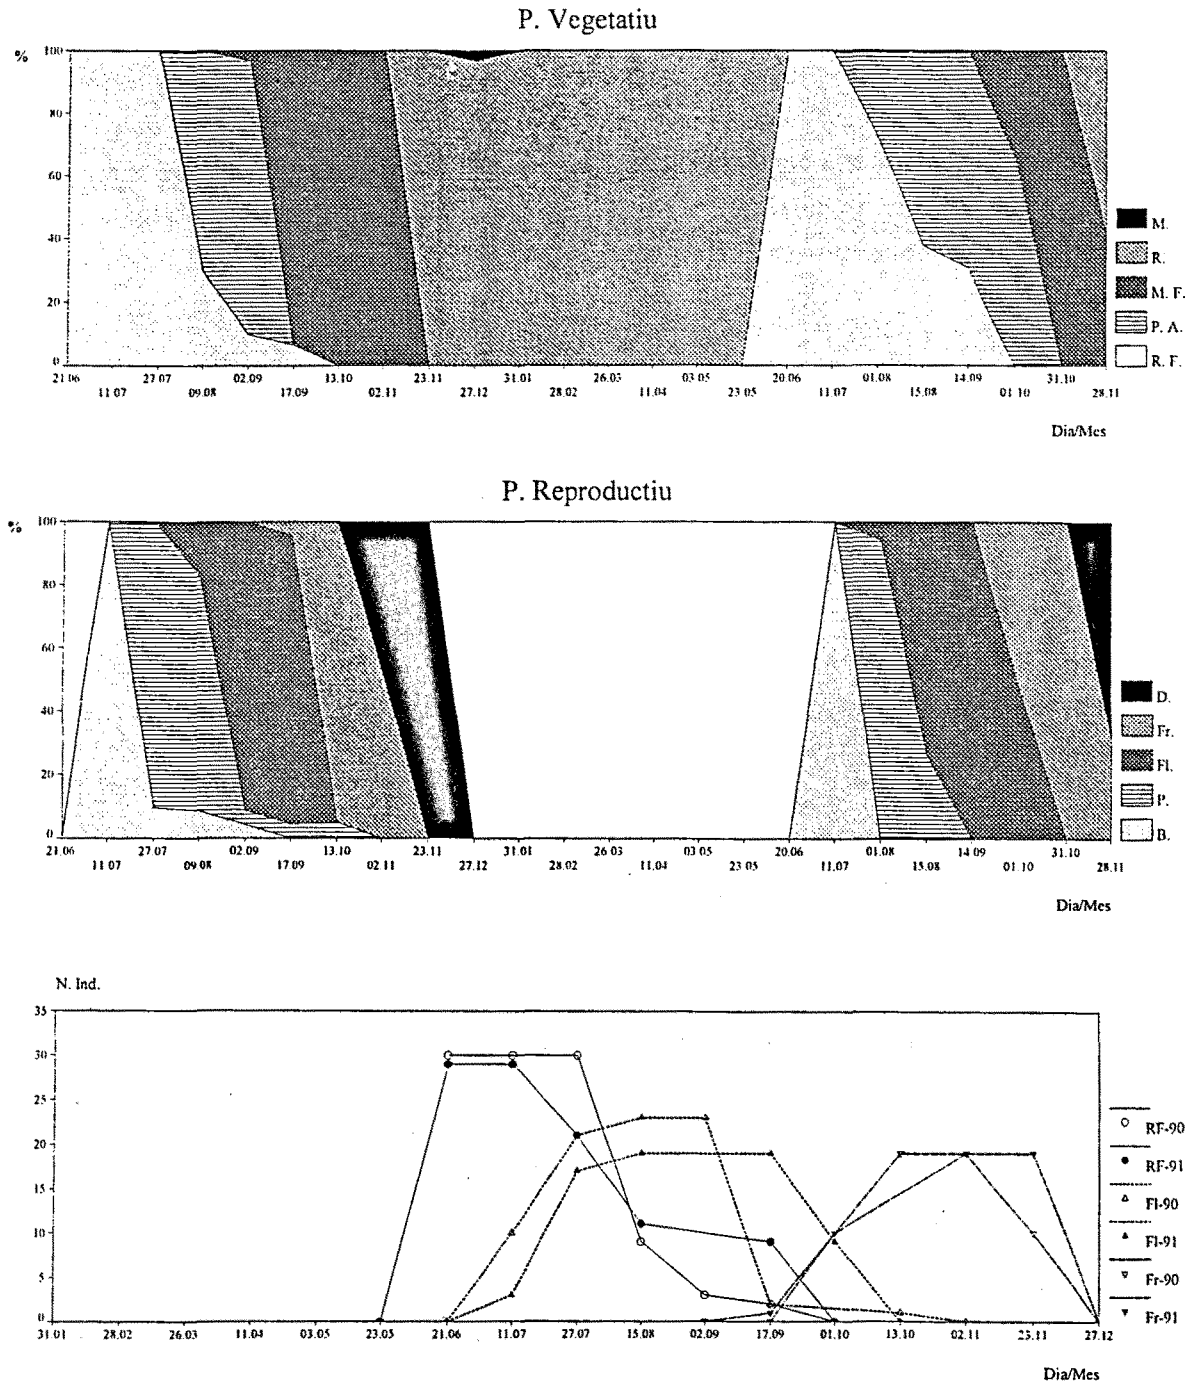 P. Vegetatiu
%
100
80
60
40
20
0
21.06 27.07 02.09 13.10 23.11 31.01 26.03 03.05 20.06 01.08 14.09 31.10
11.07 09.08 17.09 02.11 27.12 28.02 11.04 23.05 11.07 15.08 01.10 28.11
Dia/Mes
M.
R.
M. F.
P. A.
R. F.
P. Reproductiu
%
100
80
60
40
20
0
21.06 27.07 02.09 13.10 23.11 31.01 26.03 03.05 20.06 01.08 14.09 31.10
11.07 09.08 17.09 02.11 27.12 28.02 11.04 23.05 11.07 15.08 01.10 28.11
Dia/Mes
D.
Fr.
Fl.
P.
B.
N. Ind.
35
30
25
20
15
10
5
0
31.01 28.02 26.03 11.04 03.05 23.05 21.06 11.07 27.07 15.08 02.09 17.09 01.10 13.10 02.11 23.11 27.12
Dia/Mes
RF-90
RF-91
Fl-90
Fl-91
Fr-90
Fr-91